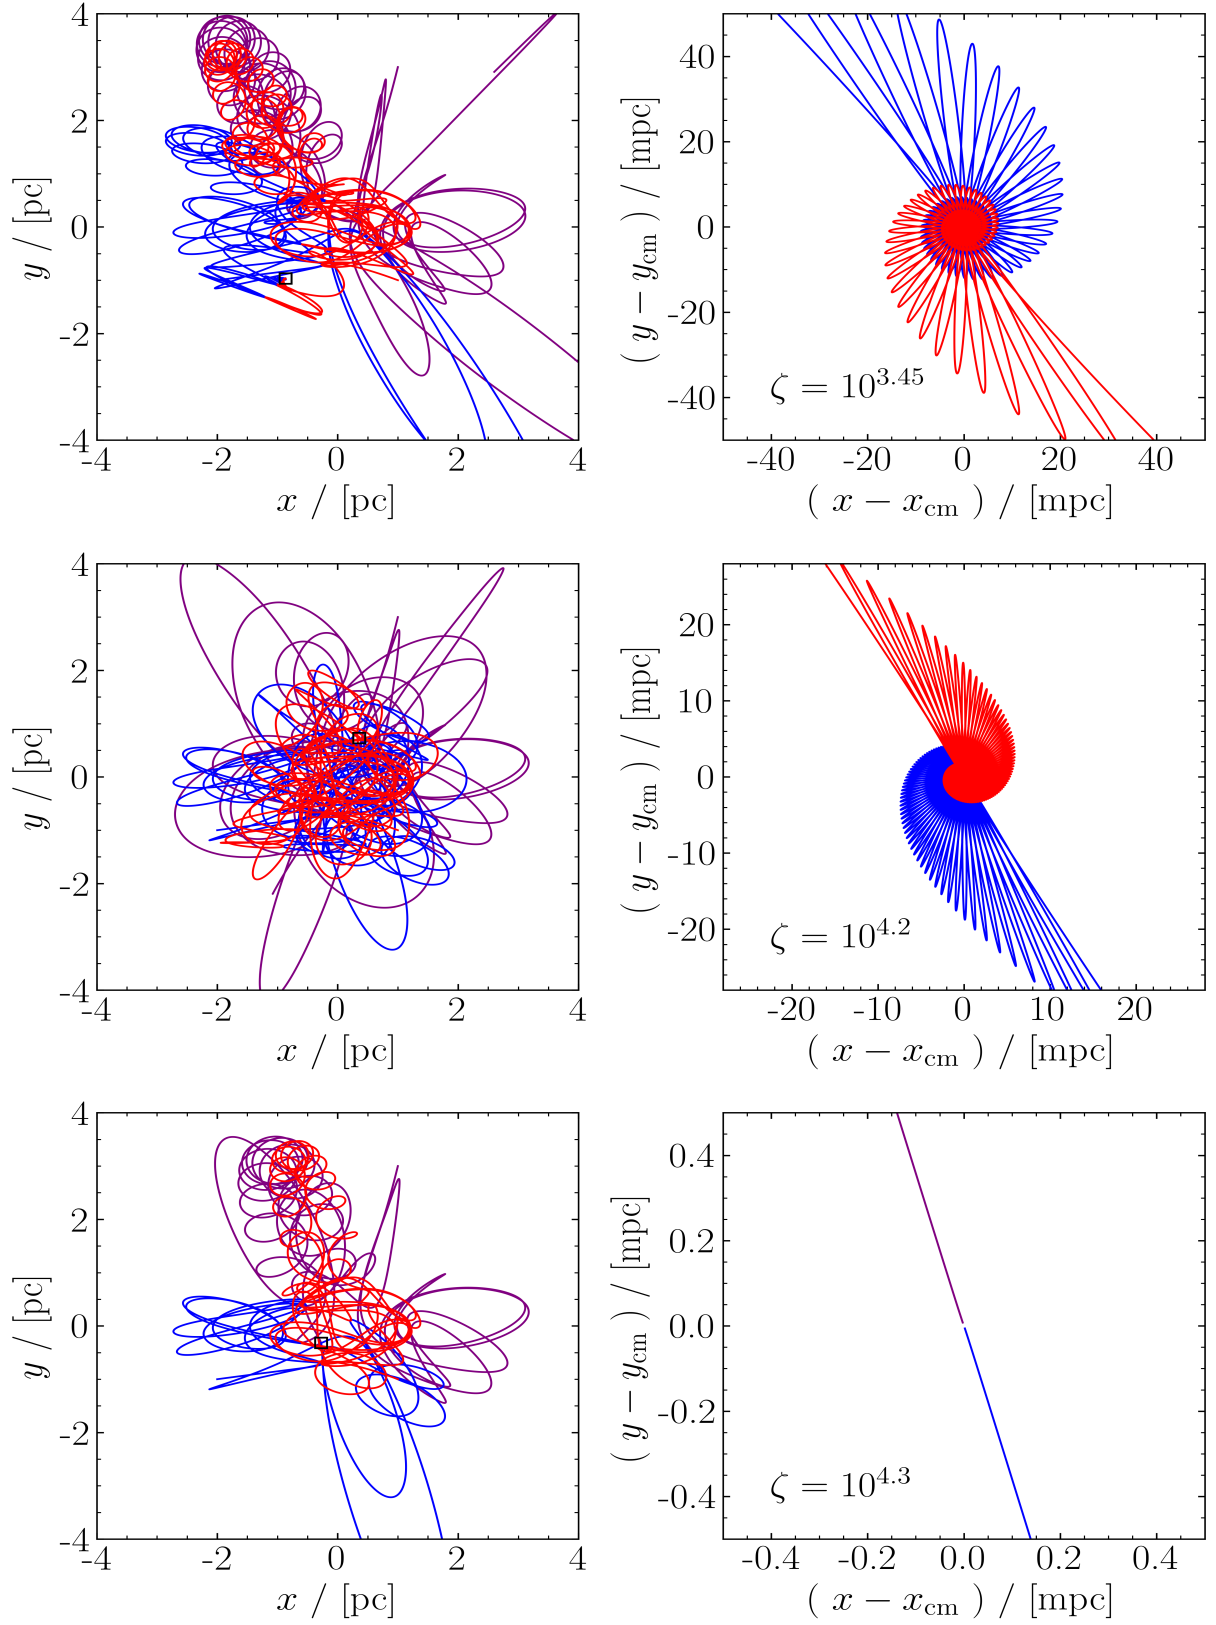 4
2
0
-2
-4
y / [pc]
-4 -2 0 2 4
x / [pc]
40
20
0
-20
-40
( y − y_cm ) / [mpc]
ζ = 10^3.45
-40 -20 0 20 40
( x − x_cm ) / [mpc]
4
2
0
-2
-4
y / [pc]
-4 -2 0 2 4
x / [pc]
20
10
0
-10
-20
( y − y_cm ) / [mpc]
ζ = 10^4.2
-20 -10 0 10 20
( x − x_cm ) / [mpc]
4
2
0
-2
-4
y / [pc]
-4 -2 0 2 4
x / [pc]
0.4
0.2
0.0
-0.2
-0.4
( y − y_cm ) / [mpc]
ζ = 10^4.3
-0.4 -0.2 0.0 0.2 0.4
( x − x_cm ) / [mpc]